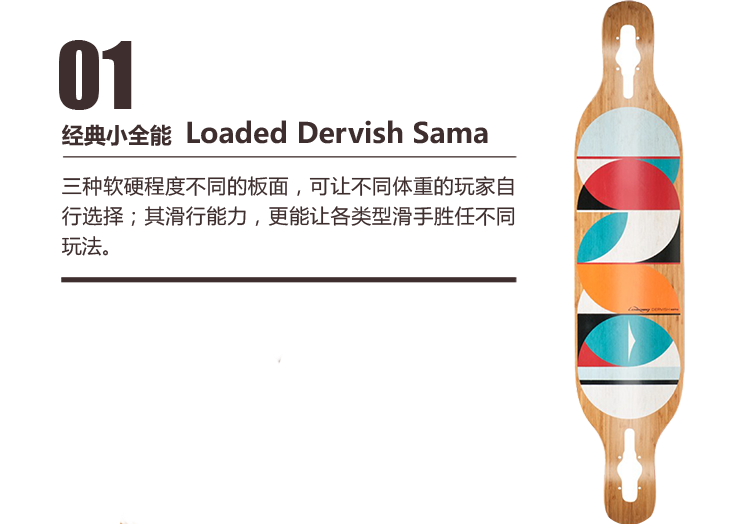 01
经典小全能 Loaded Dervish Sama
三种软硬程度不同的板面，可让不同体重的玩家自
行选择；其滑行能力，更能让各类型滑手胜任不同
玩法。